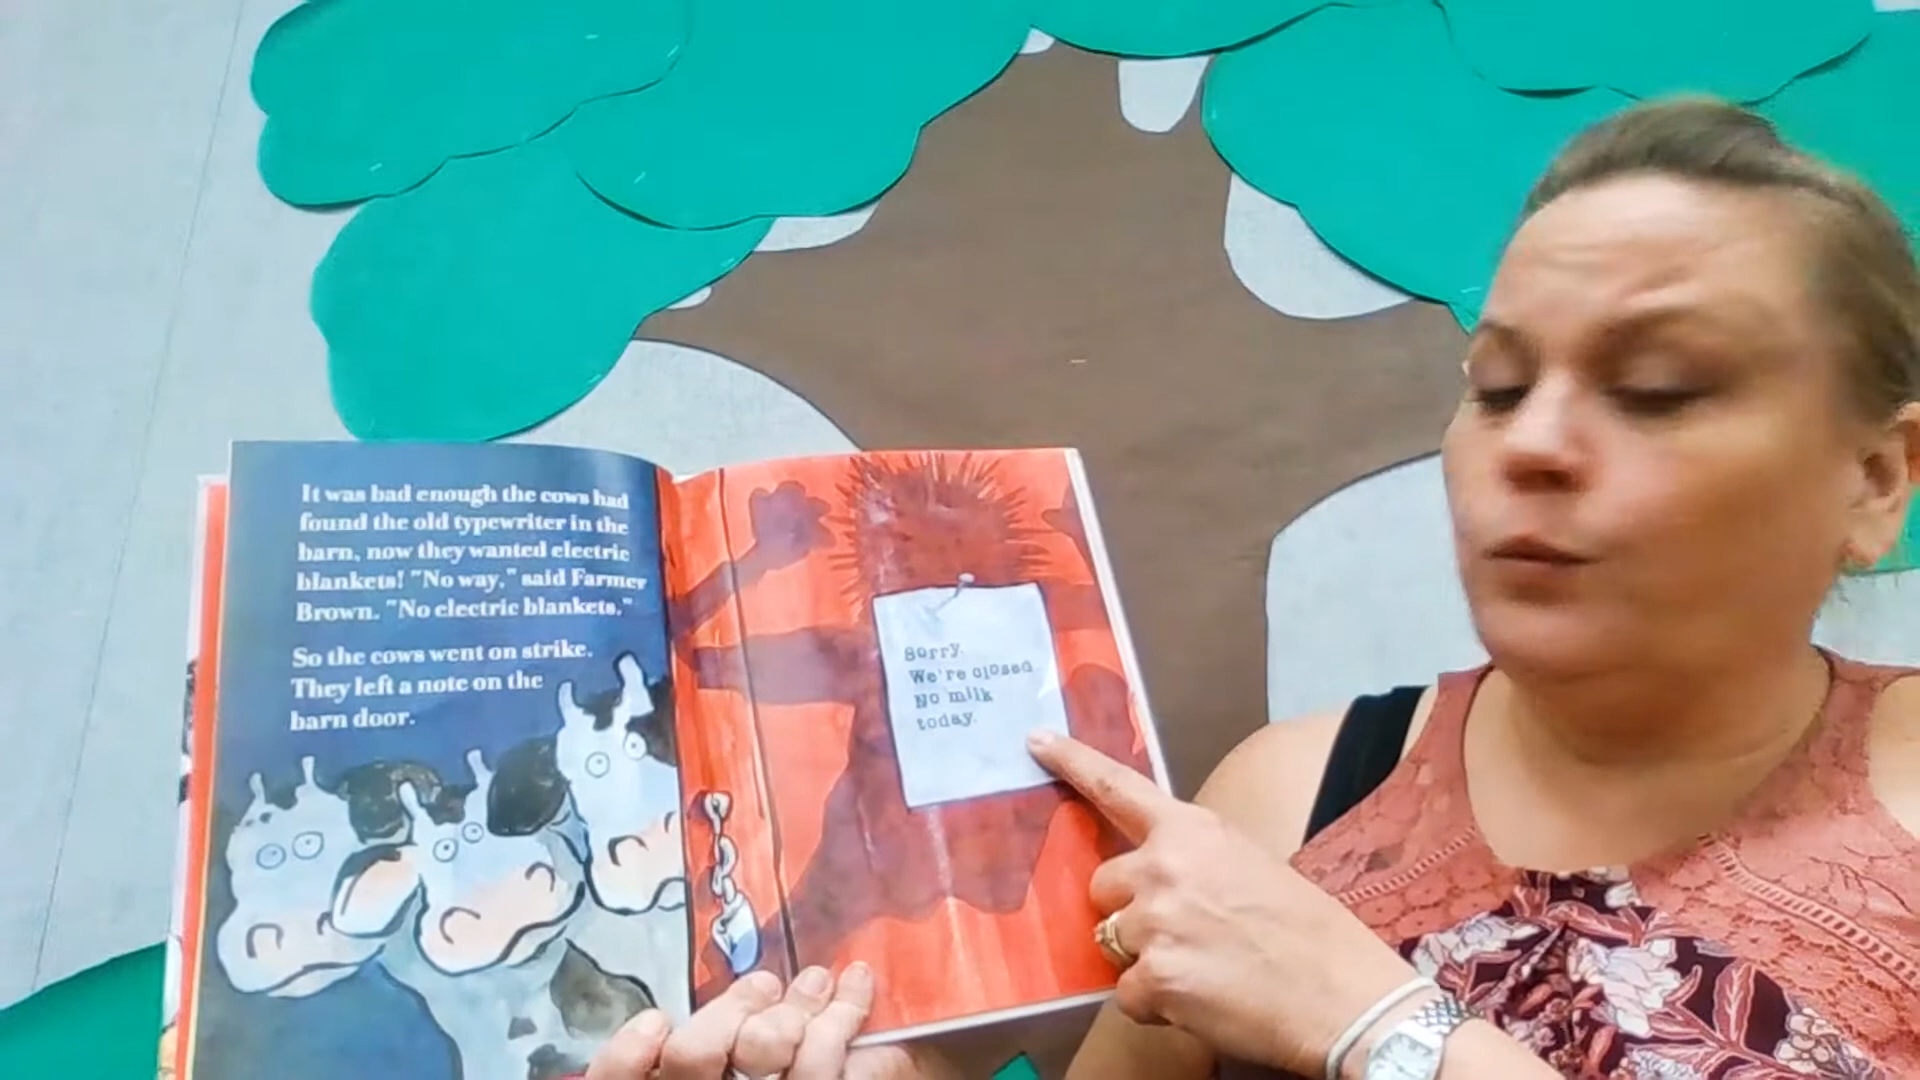 It was bad enough the cows had
found the old typewriter in the
barn, now they wanted electric
blankets! "No way," said Farmer
Brown. "No electric blankets."
So the cows went on strike.
They left a note on the
barn door.
Sorry.
We're closed.
No milk
today.